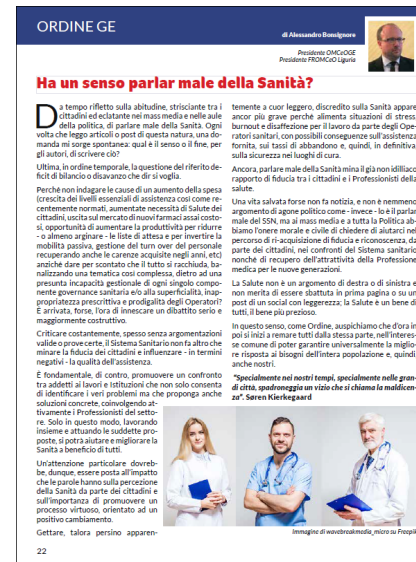 ORDINE GE
di Alessandro Bonsignore
Presidente OMCeOGE
Presidente FROMCeO Liguria
Ha un senso parlar male della Sanità?
Da tempo rifletto sulla abitudine, strisciante tra i
cittadini ed eclatante nei mass media e nelle aule
della politica, di parlare male della Sanità. Ogni
volta che leggo articoli o post di questa natura, una do-
manda mi sorge spontanea: qual è il senso o il fine, per
gli autori, di scrivere ciò?
Ultima, in ordine temporale, la questione del riferito de-
ficit di bilancio o disavanzo che dir si voglia.
Perché non indagare le cause di un aumento della spesa
(crescita dei livelli essenziali di assistenza così come re-
centemente normati, aumentate necessità di Salute dei
cittadini, uscita sul mercato di nuovi farmaci assai costo-
si, opportunità di aumentare la produttività per ridurre
- o almeno arginare - le liste di attesa e per invertire la
mobilità passiva, gestione del turn over del personale
recuperando anche le carenze acquisite negli anni, etc)
anziché dare per scontato che il tutto si racchiuda, ba-
nalizzando una tematica così complessa, dietro ad una
presunta incapacità gestionale di ogni singolo compo-
nente governance sanitaria e/o alla superficialità, inap-
propriatezza prescrittiva e prodigalità degli Operatori?
È arrivata, forse, l'ora di innescare un dibattito serio e
maggiormente costruttivo.
Criticare costantemente, spesso senza argomentazioni
valide o prove certe, il Sistema Sanitario non fa altro che
minare la fiducia dei cittadini e influenzare - in termini
negativi - la qualità dell'assistenza.
È fondamentale, di contro, promuovere un confronto
tra addetti ai lavori e Istituzioni che non solo consenta
di identificare i veri problemi ma che proponga anche
soluzioni concrete, coinvolgendo at-
tivamente i Professionisti del setto-
re. Solo in questo modo, lavorando
insieme e attuando le suddette pro-
poste, si potrà aiutare e migliorare la
Sanità a beneficio di tutti.
Un'attenzione particolare dovreb-
be, dunque, essere posta all'impatto
che le parole hanno sulla percezione
della Sanità da parte dei cittadini e
sull'importanza di promuovere un
processo virtuoso, orientato ad un
positivo cambiamento.
Gettare, talora persino apparen-
temente a cuor leggero, discredito sulla Sanità appare
ancor più grave perché alimenta situazioni di stress,
burnout e disaffezione per il lavoro da parte degli Ope-
ratori sanitari, con possibili conseguenze sull'assistenza
fornita, sui tassi di abbandono e, quindi, in definitiva,
sulla sicurezza nei luoghi di cura.
Ancora, parlare male della Sanità mina il già non idilliaco
rapporto di fiducia tra i cittadini e i Professionisti della
salute.
Una vita salvata forse non fa notizia, e non è nemmeno
argomento di agone politico come - invece - lo è il parlar
male del SSN, ma ai mass media e a tutta la Politica ab-
biamo l'onere morale e civile di chiedere di aiutarci nel
percorso di ri-acquisizione di fiducia e riconoscenza, da
parte dei cittadini, nei confronti del Sistema sanitario
nonché di recupero dell'attrattività della Professione
medica per le nuove generazioni.
La Salute non è un argomento di destra o di sinistra e
non merita di essere sbattuta in prima pagina o su un
post di un social con leggerezza; la Salute è un bene di
tutti, il bene più prezioso.
In questo senso, come Ordine, auspichiamo che d'ora in
poi si inizi a remare tutti dalla stessa parte, nell'interes-
se comune di poter garantire universalmente la miglio-
re risposta ai bisogni dell'intera popolazione e, quindi,
anche nostri.
"Specialmente nei nostri tempi, specialmente nelle gran-
di città, spadroneggia un vizio che si chiama la maldicen-
za". Søren Kierkegaard
Immagine di wavebreakmedia_micro su Freepik
22